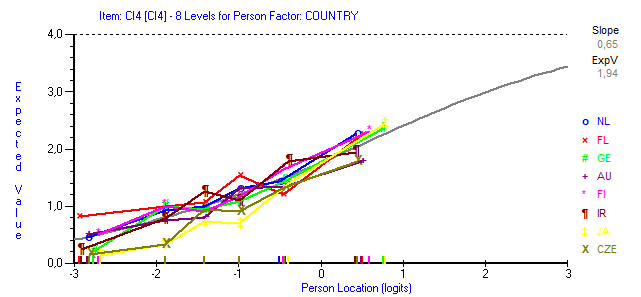 Item: CI4 [CI4] - 8 Levels for Person Factor: COUNTRY
Slope
0,65
ExpV
1,94
4,0
3,0
2,0
1,0
0,0
Expected Value
NL
FL
GE
AU
FI
IR
JA
CZE
-3 -2 -1 0 1 2 3
Person Location (logits)